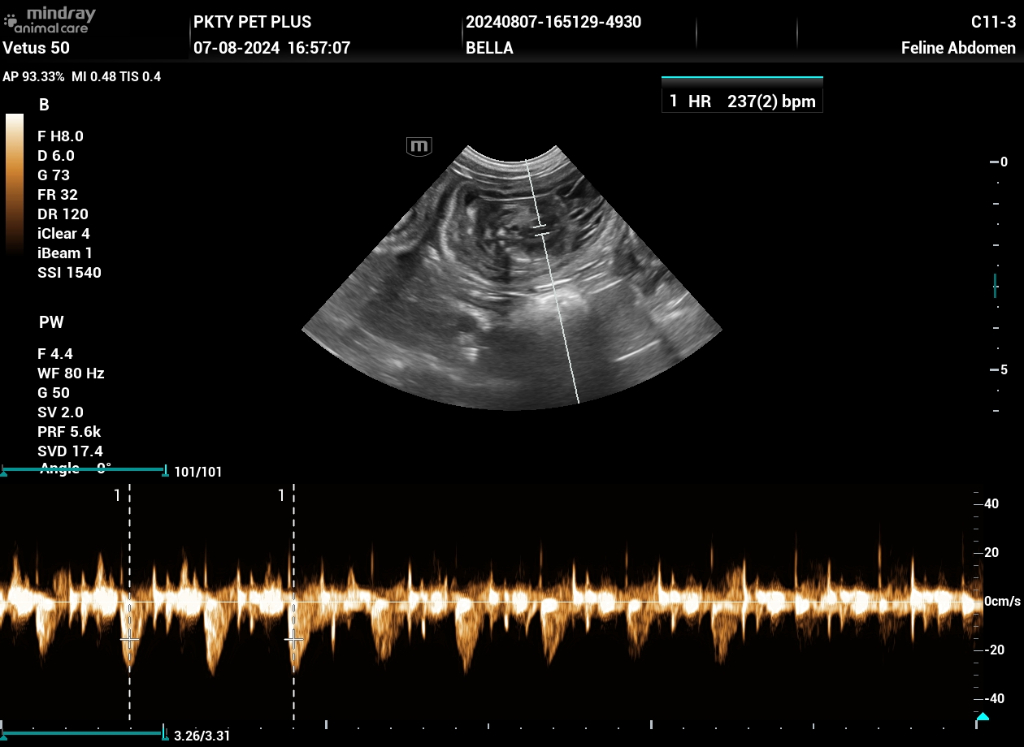 mindray
animalcare
Vetus 50
PKTY PET PLUS
07-08-2024 16:57:07
20240807-165129-4930
BELLA
C11-3
Feline Abdomen
AP 93.33% MI 0.48 TIS 0.4
1 HR 237(2) bpm
B
F H8.0
D 6.0
G 73
FR 32
DR 120
iClear 4
iBeam 1
SSI 1540
m
0
5
PW
F 4.4
WF 80 Hz
G 50
SV 2.0
PRF 5.6k
SVD 17.4
Angle 0°
101/101
1 1
40
20
0cm/s
-20
-40
3.26/3.31